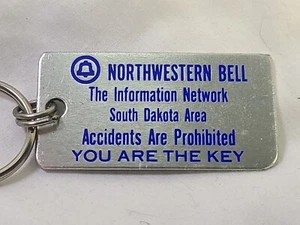 NORTHWESTERN BELL
The Information Network
South Dakota Area
Accidents Are Prohibited
YOU ARE THE KEY